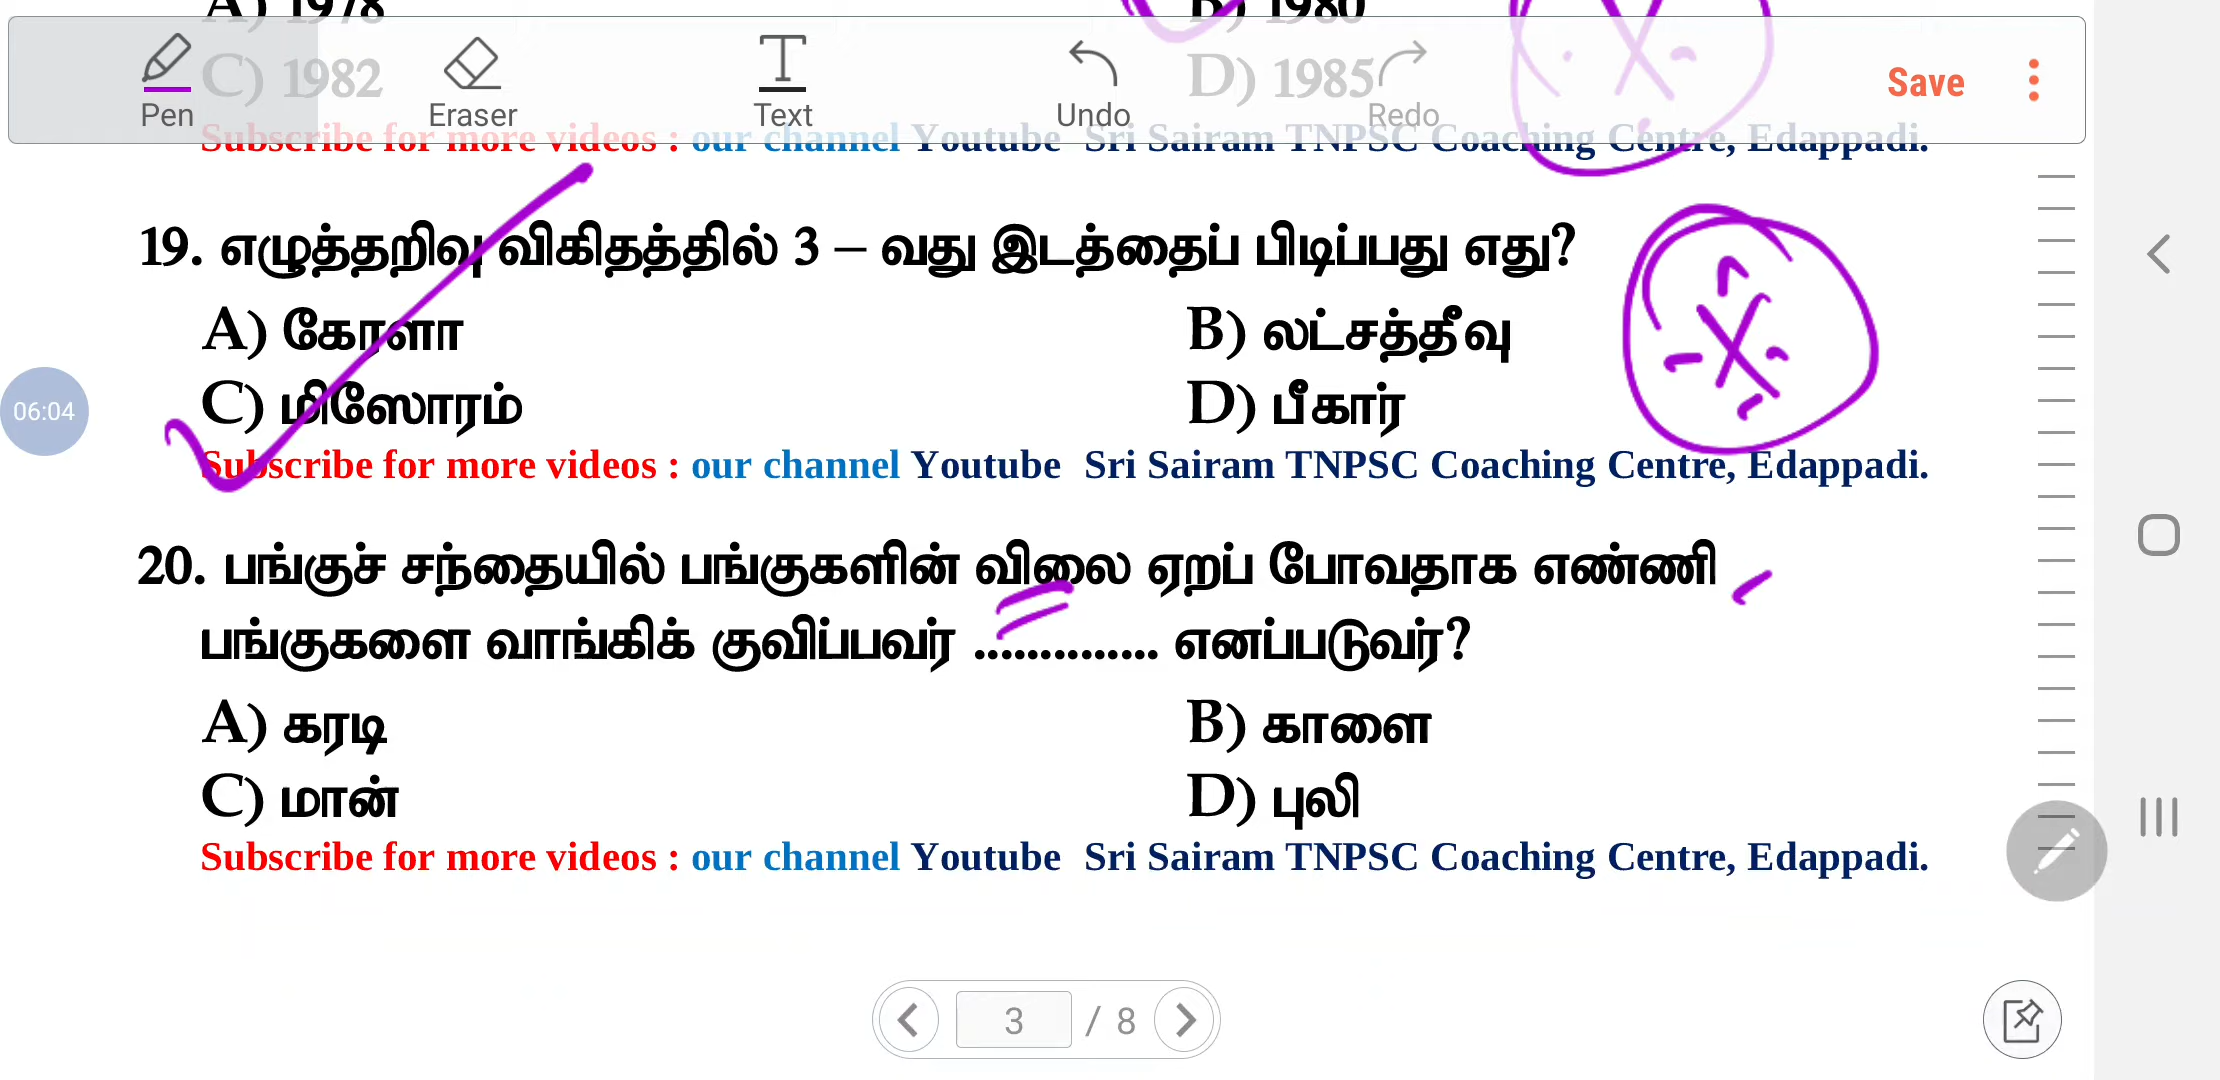 A) 1978 B) 1980
C) 1982 D) 1985
Pen Eraser Text Undo Redo Save
Subscribe for more videos : our channel Youtube Sri Sairam TNPSC Coaching Centre, Edappadi.
19. எழுத்தறிவு விகிதத்தில் 3 – வது இடத்தைப் பிடிப்பது எது?
A) கேரளா B) லட்சத்தீவு
06:04
C) மிஸோரம் D) பீகார்
Subscribe for more videos : our channel Youtube Sri Sairam TNPSC Coaching Centre, Edappadi.
20. பங்குச் சந்தையில் பங்குகளின் விலை ஏறப் போவதாக எண்ணி
பங்குகளை வாங்கிக் குவிப்பவர் .............. எனப்படுவர்?
A) கரடி B) காளை
C) மான் D) புலி
Subscribe for more videos : our channel Youtube Sri Sairam TNPSC Coaching Centre, Edappadi.
3 / 8